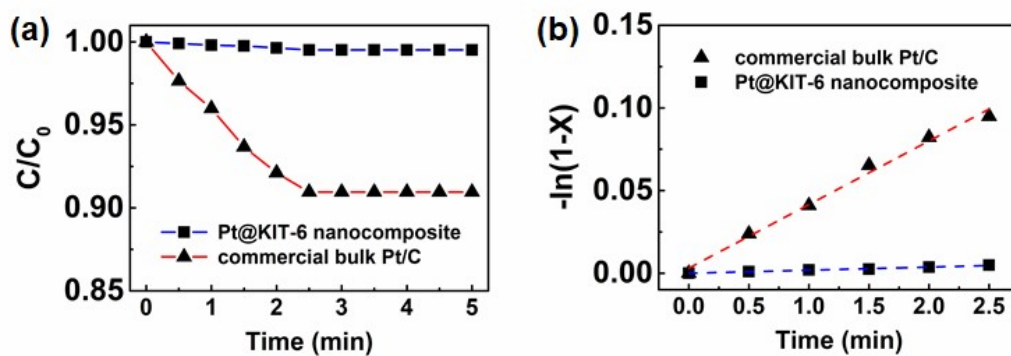 (a)
1.00
0.95
0.90
0.85
C/C0
Pt@KIT-6 nanocomposite
commercial bulk Pt/C
0 1 2 3 4 5
Time (min)
(b)
0.15
0.10
0.05
0.00
-ln(1-X)
commercial bulk Pt/C
Pt@KIT-6 nanocomposite
0.0 0.5 1.0 1.5 2.0 2.5
Time (min)